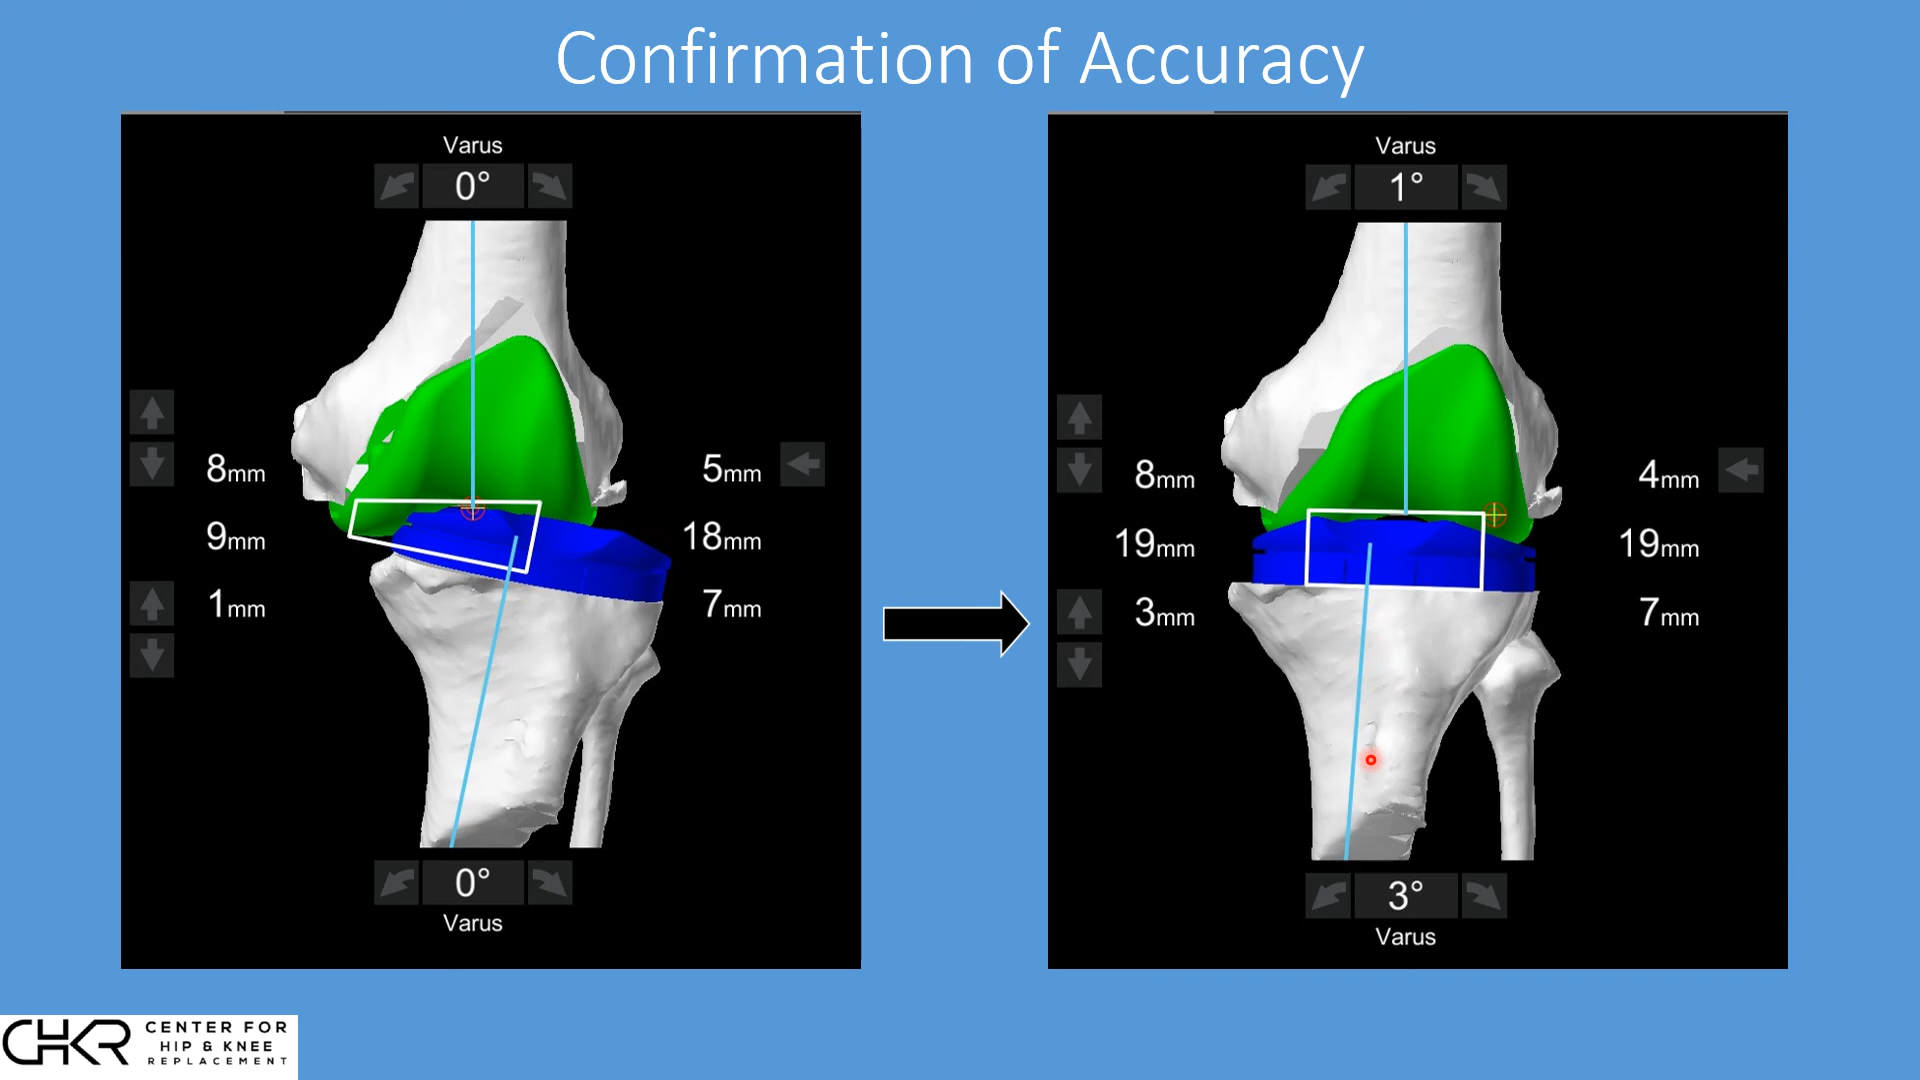 Confirmation of Accuracy
Varus
0°
8mm
5mm
9mm
18mm
1mm
7mm
0°
Varus
Varus
1°
8mm
4mm
19mm
19mm
3mm
7mm
3°
Varus
CHKR
CENTER FOR
HIP & KNEE
REPLACEMENT